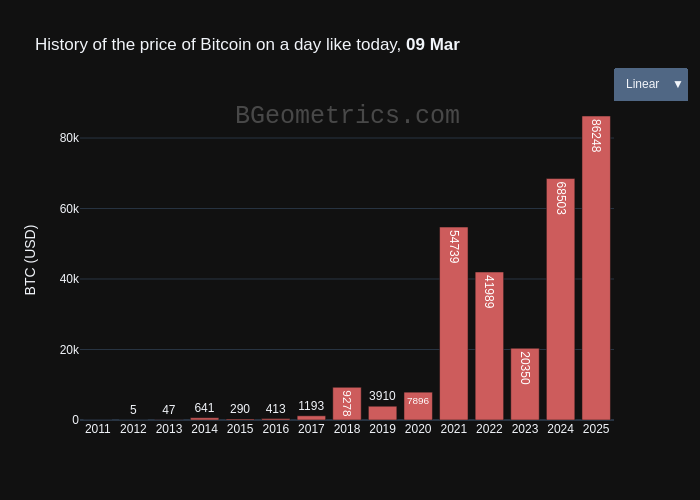 History of the price of Bitcoin on a day like today, 09 Mar
Linear ▼
BGeometrics.com
BTC (USD)
80k
60k
40k
20k
0
5
47
641
290
413
1193
9278
3910
7896
54739
41989
20350
68503
86248
2011 2012 2013 2014 2015 2016 2017 2018 2019 2020 2021 2022 2023 2024 2025